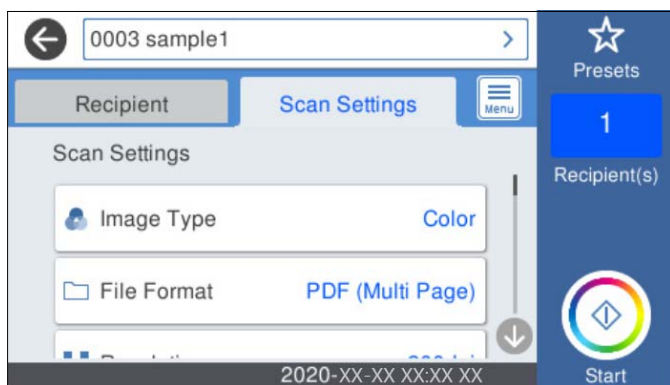 0003 sample1
Presets
Recipient
Scan Settings
Menu
1
Recipient(s)
Scan Settings
Image Type
Color
File Format
PDF (Multi Page)
2020-XX-XX XX:XX XX
Start